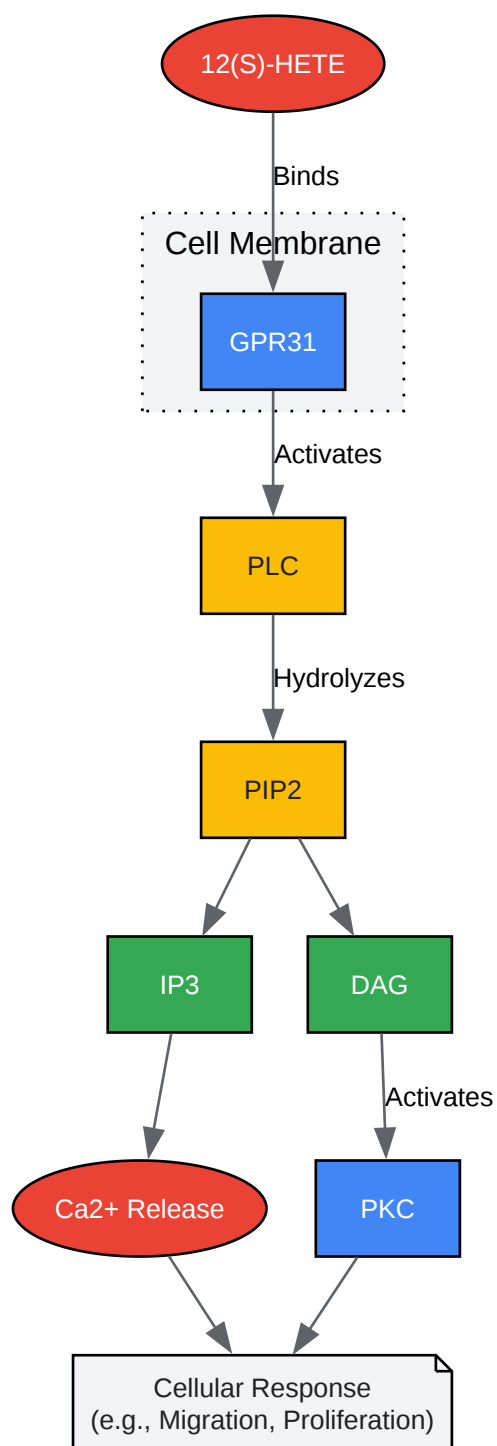 12(S)-HETE
Binds
Cell Membrane
GPR31
Activates
PLC
Hydrolyzes
PIP2
IP3
DAG
Activates
Ca2+ Release
PKC
Cellular Response
(e.g., Migration, Proliferation)